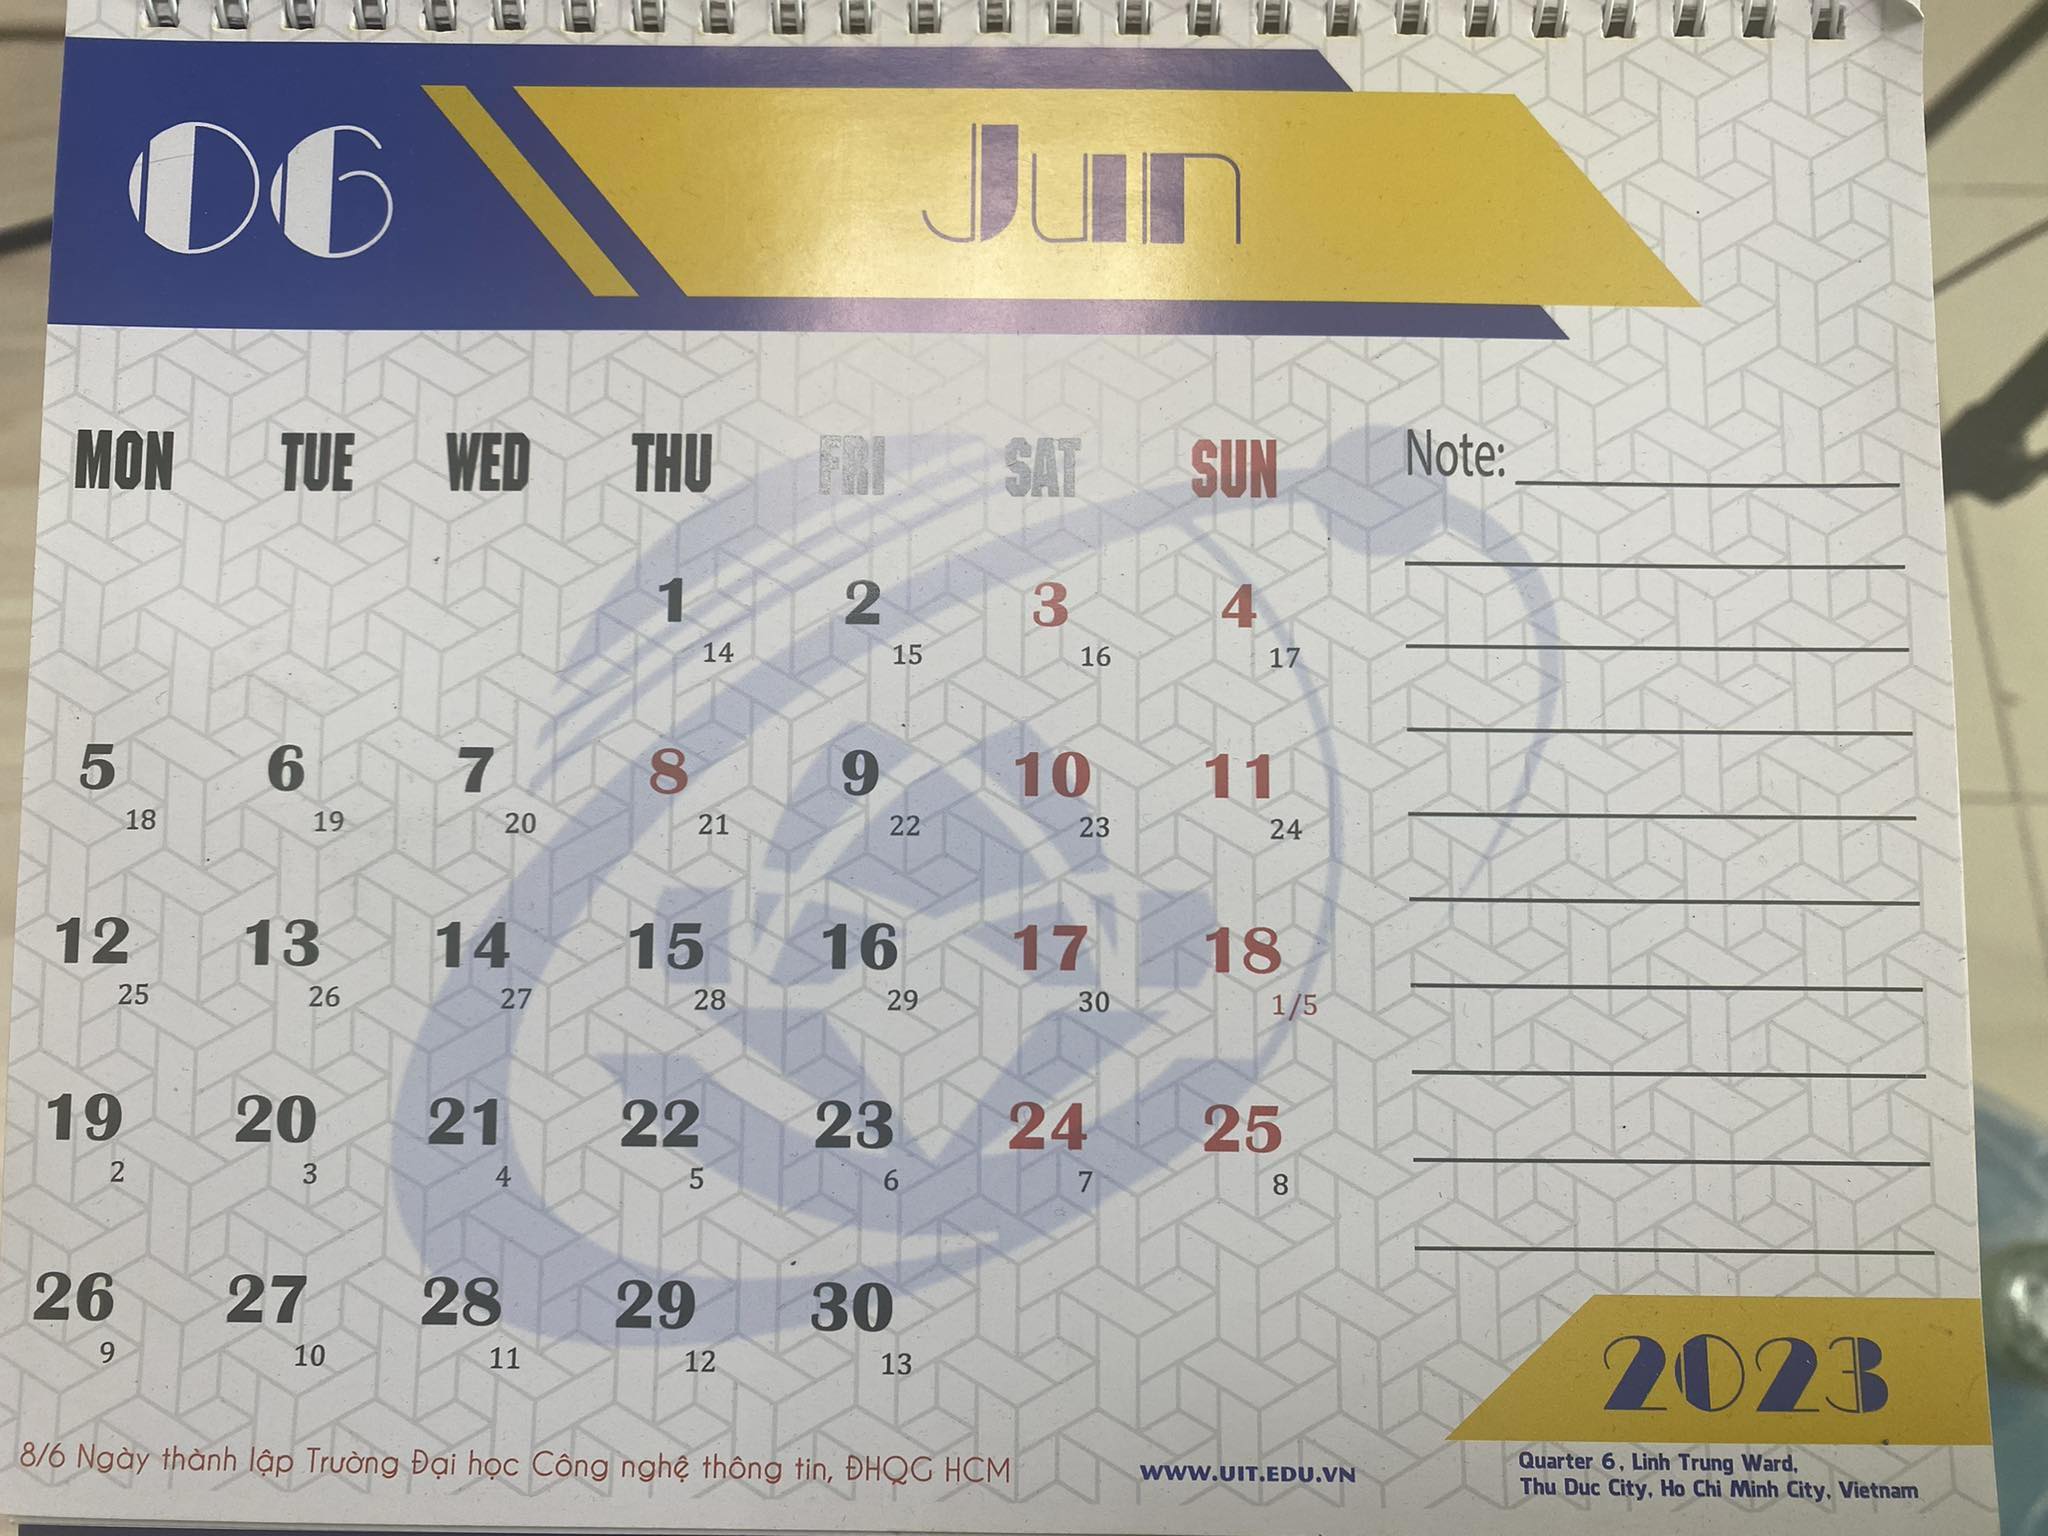 06 Jun
MON TUE WED THU FRI SAT SUN Note:
1 2 3 4
14 15 16 17
5 6 7 8 9 10 11
18 19 20 21 22 23 24
12 13 14 15 16 17 18
25 26 27 28 29 30 1/5
19 20 21 22 23 24 25
2 3 4 5 6 7 8
26 27 28 29 30
9 10 11 12 13
2023
8/6 Ngày thành lập Trường Đại học Công nghệ thông tin, ĐHQG HCM
WWW.UIT.EDU.VN
Quarter 6, Linh Trung Ward,
Thu Duc City, Ho Chi Minh City, Vietnam